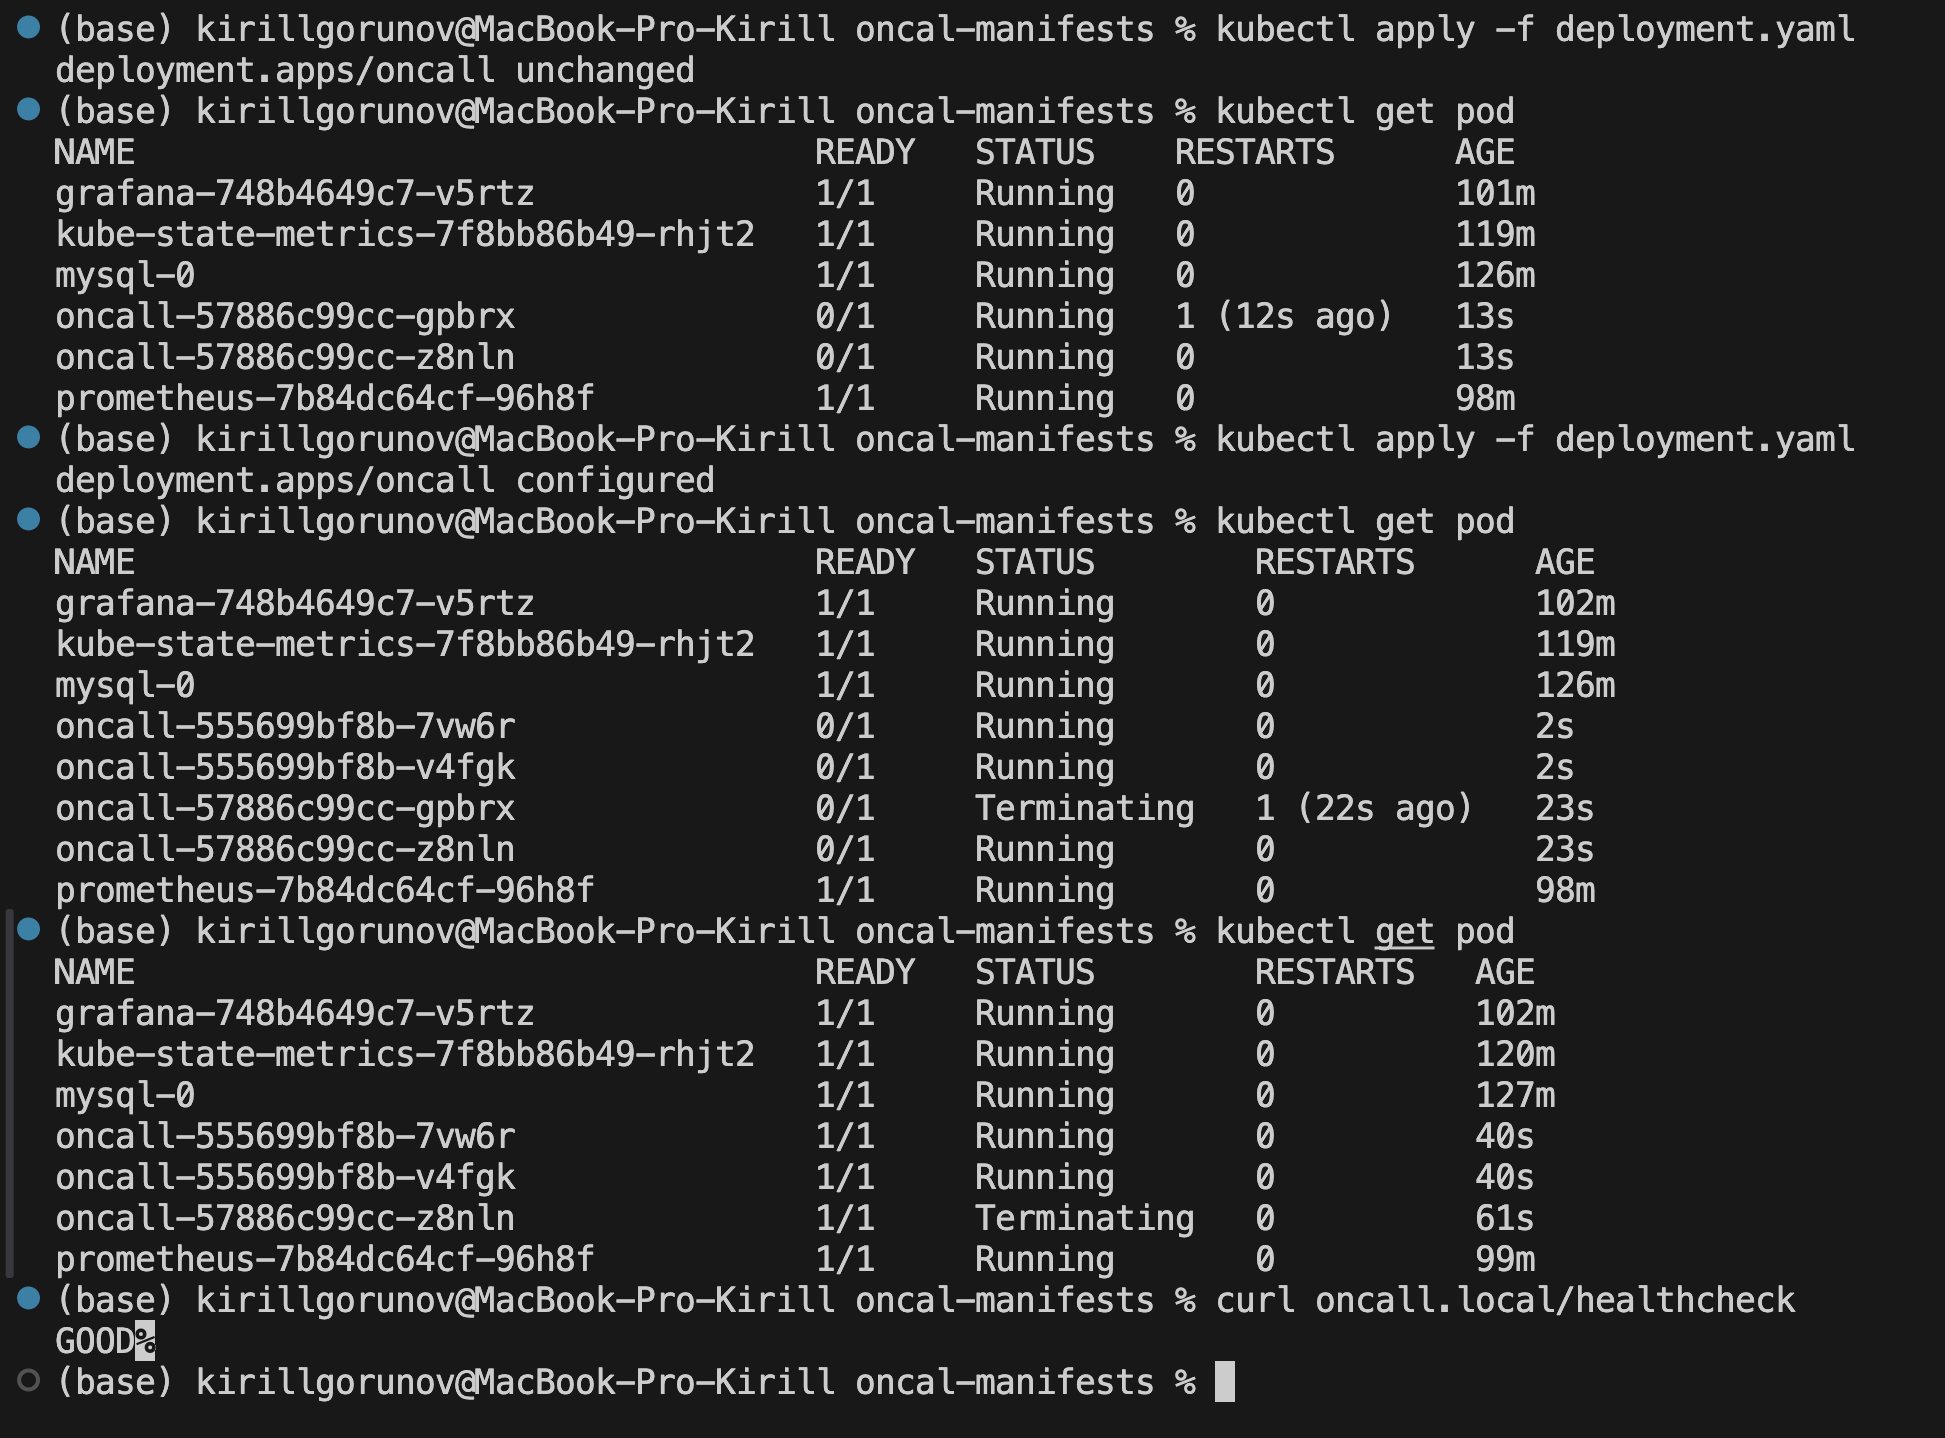 (base) kirillgorunov@MacBook-Pro-Kirill oncal-manifests % kubectl apply -f deployment.yaml
deployment.apps/oncall unchanged
(base) kirillgorunov@MacBook-Pro-Kirill oncal-manifests % kubectl get pod
NAME READY STATUS RESTARTS AGE
grafana-748b4649c7-v5rtz 1/1 Running 0 101m
kube-state-metrics-7f8bb86b49-rhjt2 1/1 Running 0 119m
mysql-0 1/1 Running 0 126m
oncall-57886c99cc-gpbrx 0/1 Running 1 (12s ago) 13s
oncall-57886c99cc-z8nln 0/1 Running 0 13s
prometheus-7b84dc64cf-96h8f 1/1 Running 0 98m
(base) kirillgorunov@MacBook-Pro-Kirill oncal-manifests % kubectl apply -f deployment.yaml
deployment.apps/oncall configured
(base) kirillgorunov@MacBook-Pro-Kirill oncal-manifests % kubectl get pod
NAME READY STATUS RESTARTS AGE
grafana-748b4649c7-v5rtz 1/1 Running 0 102m
kube-state-metrics-7f8bb86b49-rhjt2 1/1 Running 0 119m
mysql-0 1/1 Running 0 126m
oncall-555699bf8b-7vw6r 0/1 Running 0 2s
oncall-555699bf8b-v4fgk 0/1 Running 0 2s
oncall-57886c99cc-gpbrx 0/1 Terminating 1 (22s ago) 23s
oncall-57886c99cc-z8nln 0/1 Running 0 23s
prometheus-7b84dc64cf-96h8f 1/1 Running 0 98m
(base) kirillgorunov@MacBook-Pro-Kirill oncal-manifests % kubectl get pod
NAME READY STATUS RESTARTS AGE
grafana-748b4649c7-v5rtz 1/1 Running 0 102m
kube-state-metrics-7f8bb86b49-rhjt2 1/1 Running 0 120m
mysql-0 1/1 Running 0 127m
oncall-555699bf8b-7vw6r 1/1 Running 0 40s
oncall-555699bf8b-v4fgk 1/1 Running 0 40s
oncall-57886c99cc-z8nln 1/1 Terminating 0 61s
prometheus-7b84dc64cf-96h8f 1/1 Running 0 99m
(base) kirillgorunov@MacBook-Pro-Kirill oncal-manifests % curl oncall.local/healthcheck
GOOD%
(base) kirillgorunov@MacBook-Pro-Kirill oncal-manifests %